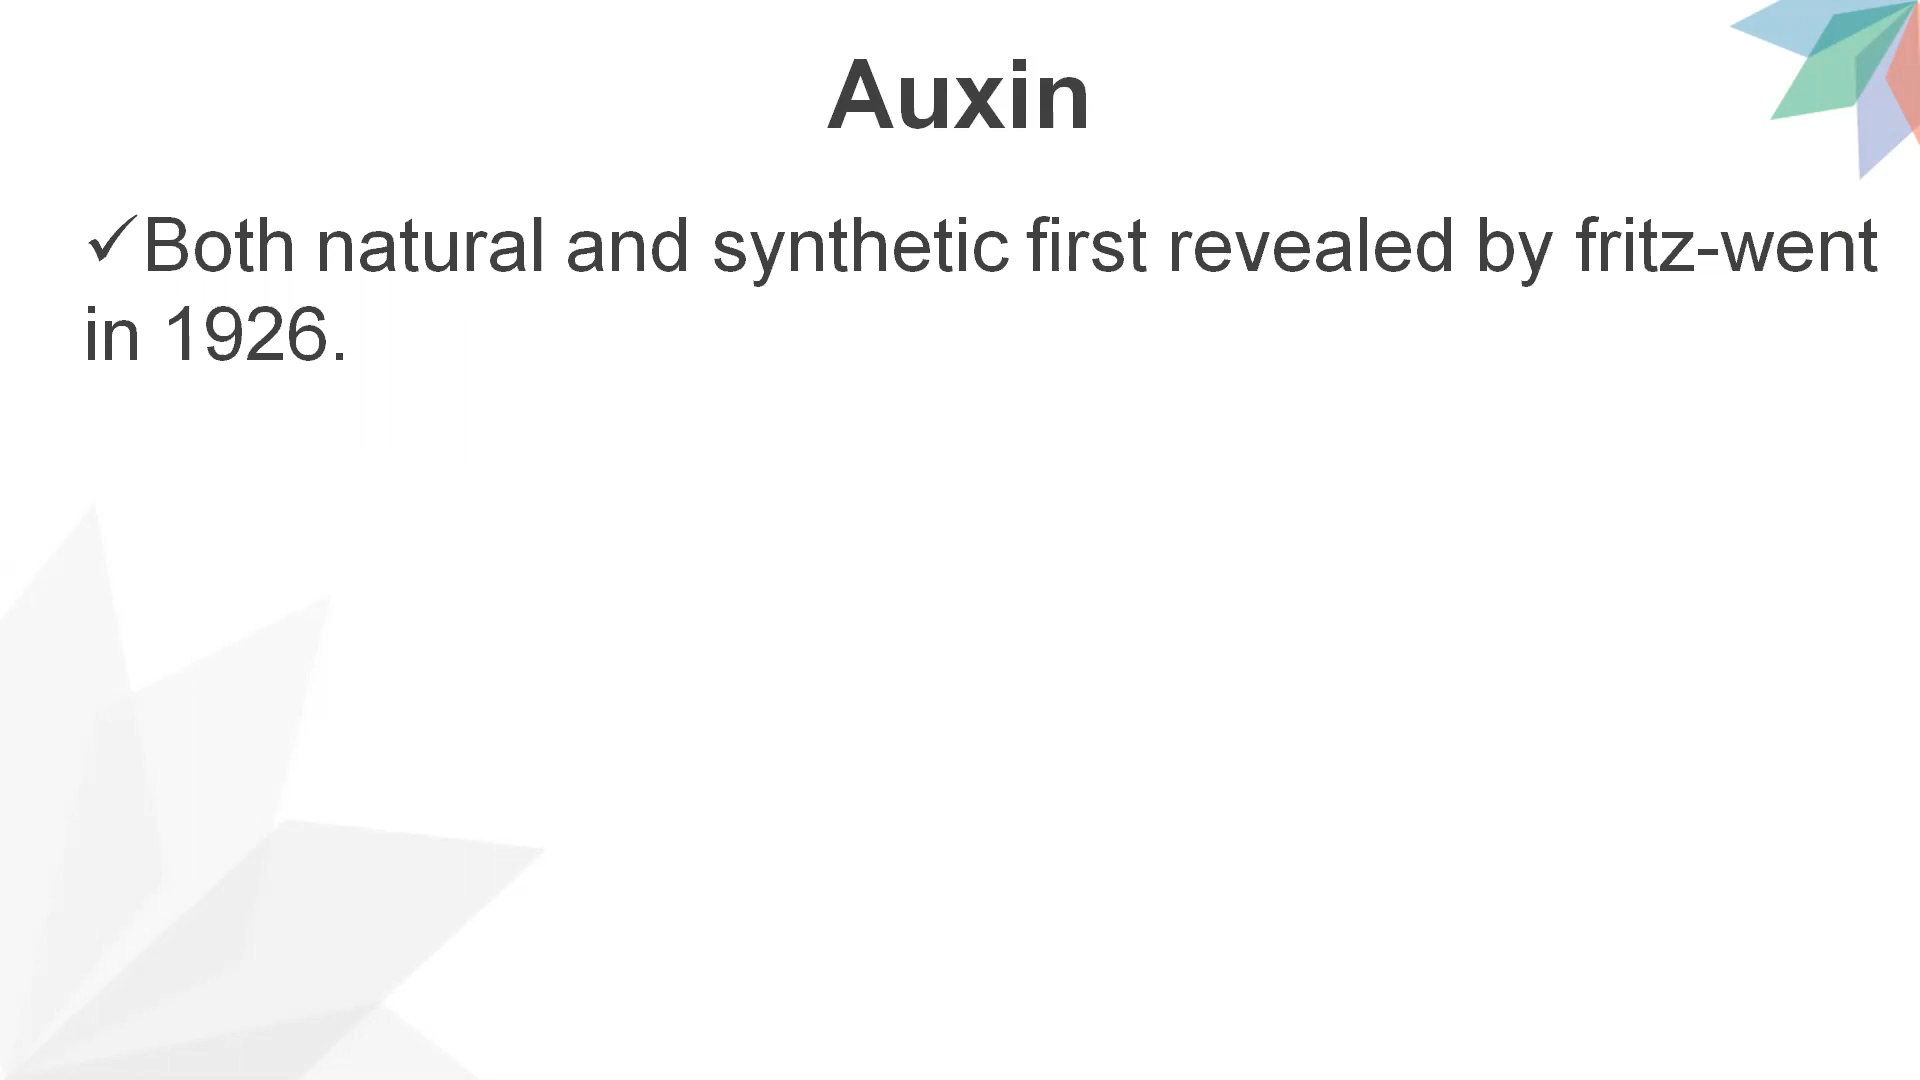 Auxin
✓Both natural and synthetic first revealed by fritz-went
in 1926.